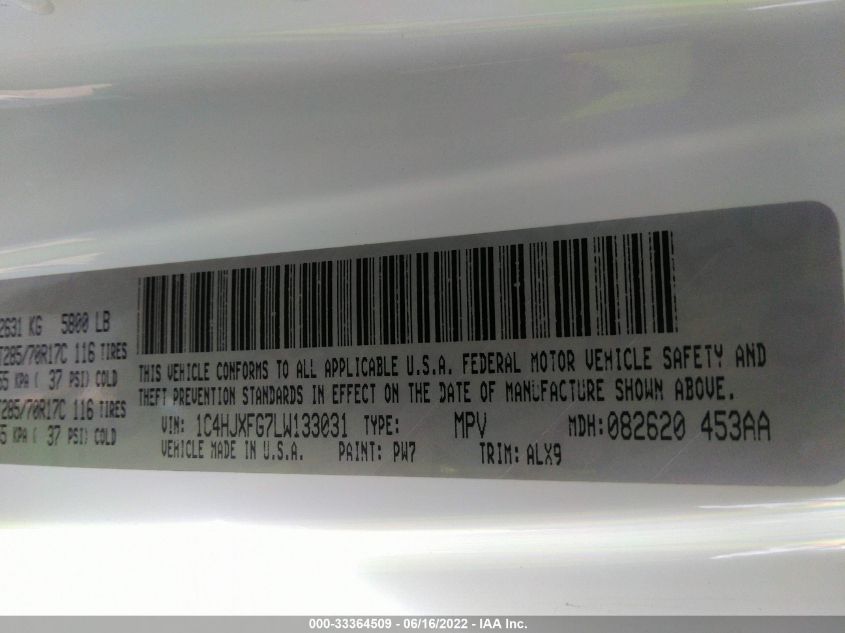 2631 KG 5800 LB
T285/70R17C 116 TIRES
KPA ( 37 PSI) COLD
T285/70R17C 116 TIRES
KPA ( 37 PSI) COLD
THIS VEHICLE CONFORMS TO ALL APPLICABLE U.S.A. FEDERAL MOTOR VEHICLE SAFETY AND
THEFT PREVENTION STANDARDS IN EFFECT ON THE DATE OF MANUFACTURE SHOWN ABOVE.
VIN: 1C4HJXFG7LW133031 TYPE: MPV MDH: 082620 453AA
VEHICLE MADE IN U.S.A. PAINT: PW7 TRIM: ALX9
000-33364509 - 06/16/2022 - IAA Inc.